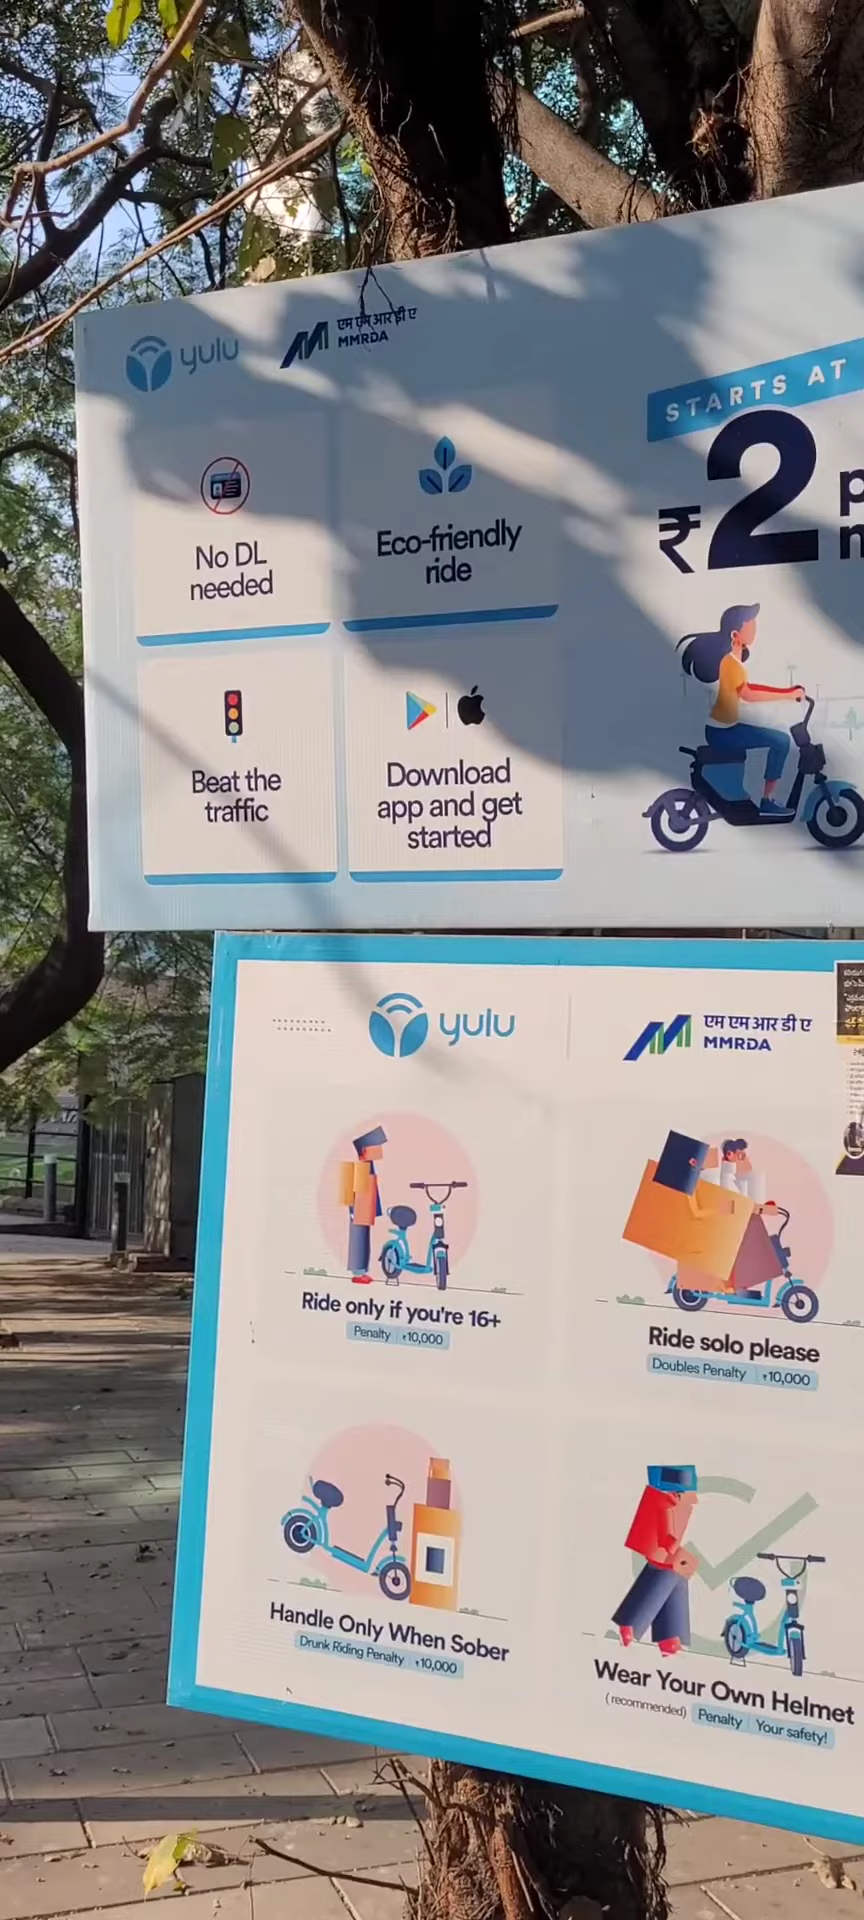 yulu
एम एम आर डी ए
MMRDA
No DL
needed
Eco-friendly
ride
Beat the
traffic
Download
app and get
started
STARTS AT
₹2
yulu
एम एम आर डी ए
MMRDA
Ride only if you're 16+
Penalty ₹10,000
Ride solo please
Doubles Penalty ₹10,000
Handle Only When Sober
Drunk Riding Penalty ₹10,000
Wear Your Own Helmet
(recommended) Penalty Your safety!